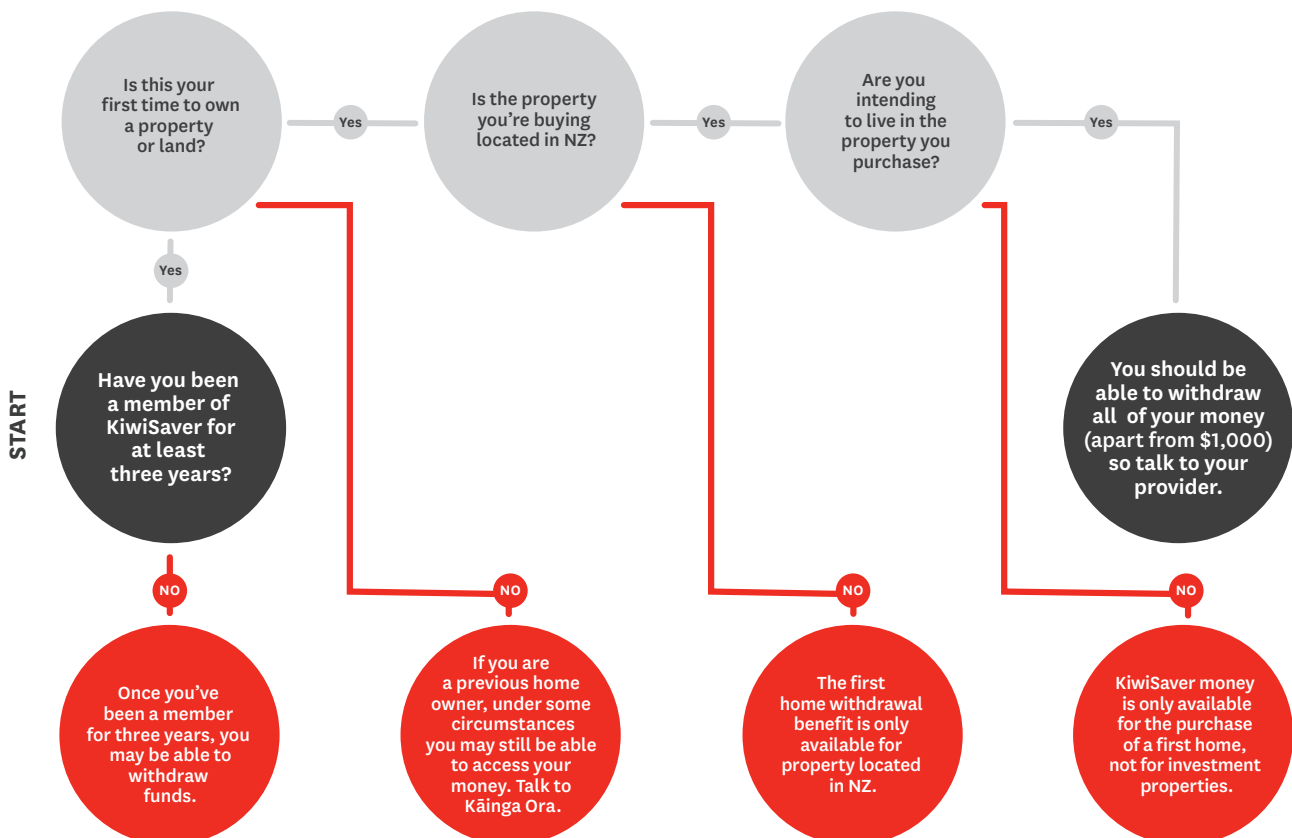 START
Have you been
a member of
KiwiSaver for
at least
three years?
Yes
Is this your
first time to own
a property
or land?
Yes
Is the property
you're buying
located in NZ?
Yes
Are you
intending
to live in the
property you
purchase?
Yes
You should be
able to withdraw
all of your money
(apart from $1,000)
so talk to your
provider.
NO
Once you've
been a member
for three years, you
may be able to
withdraw
funds.
NO
If you are
a previous home
owner, under some
circumstances
you may still be able
to access your
money. Talk to
Kāinga Ora.
NO
The first
home withdrawal
benefit is only
available for
property located
in NZ.
NO
KiwiSaver money
is only available
for the purchase
of a first home,
not for investment
properties.